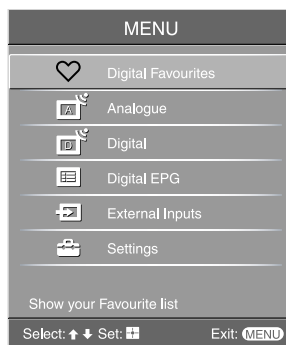 MENU
Digital Favourites
A Analogue
D Digital
Digital EPG
External Inputs
Settings
Show your Favourite list
Select: Set: Exit: MENU